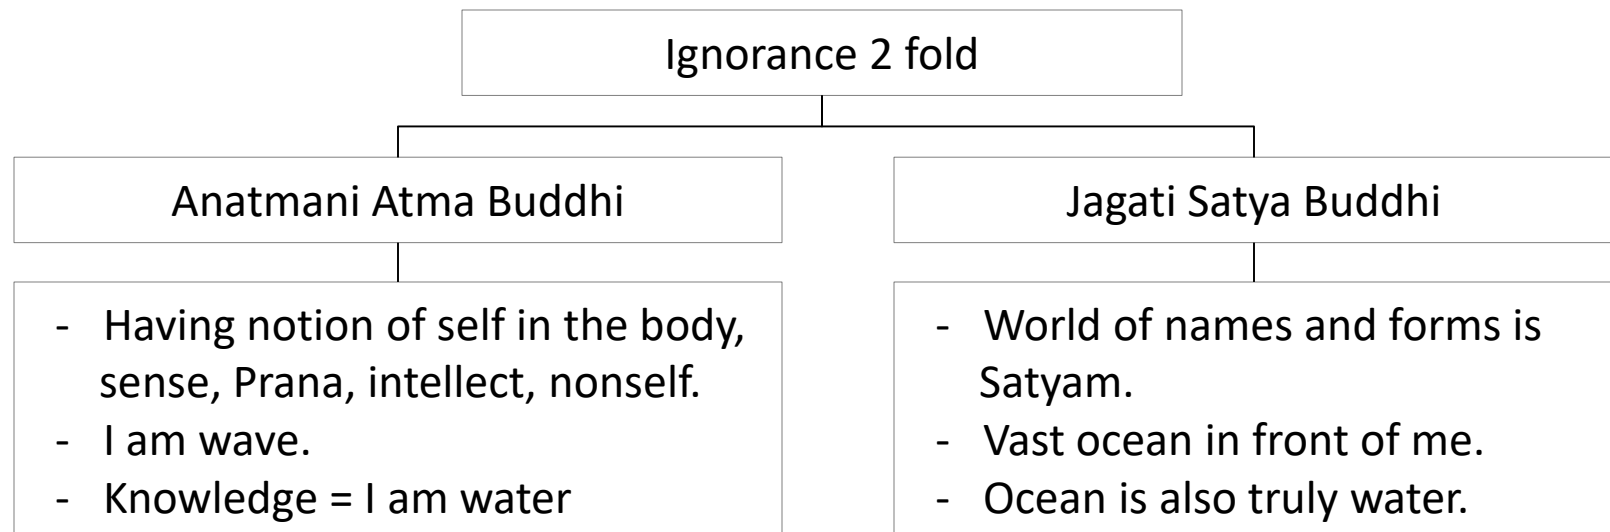 Ignorance 2 fold
Anatmani Atma Buddhi
- Having notion of self in the body,
sense, Prana, intellect, nonself.
- I am wave.
- Knowledge = I am water
Jagati Satya Buddhi
- World of names and forms is
Satyam.
- Vast ocean in front of me.
- Ocean is also truly water.